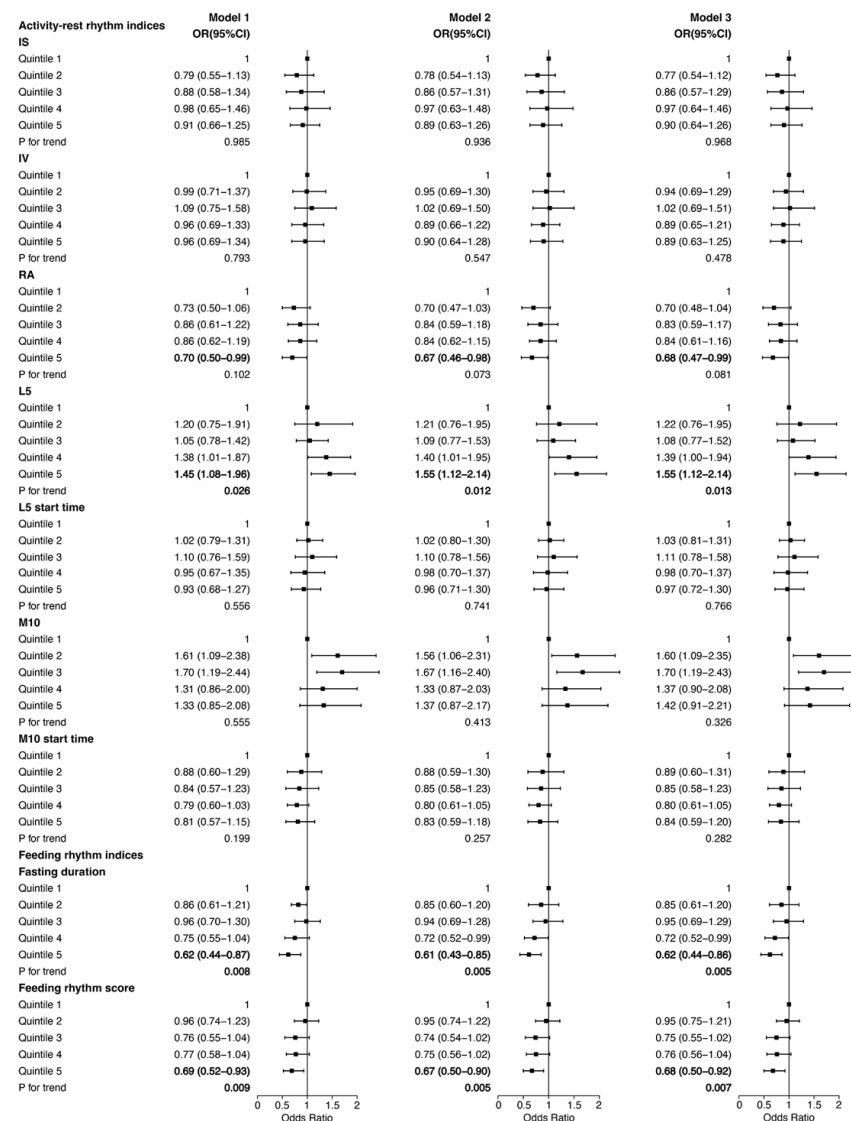 Model 1 Model 2 Model 3
Activity-rest rhythm indices OR(95%CI) OR(95%CI) OR(95%CI)
IS
Quintile 1 1 1 1
Quintile 2 0.79 (0.55–1.13) 0.78 (0.54–1.13) 0.77 (0.54–1.12)
Quintile 3 0.88 (0.58–1.34) 0.86 (0.57–1.31) 0.86 (0.57–1.29)
Quintile 4 0.98 (0.65–1.46) 0.97 (0.63–1.48) 0.97 (0.64–1.46)
Quintile 5 0.91 (0.66–1.25) 0.89 (0.63–1.26) 0.90 (0.64–1.26)
P for trend 0.985 0.936 0.968
IV
Quintile 1 1 1 1
Quintile 2 0.99 (0.71–1.37) 0.95 (0.69–1.30) 0.94 (0.69–1.29)
Quintile 3 1.09 (0.75–1.58) 1.02 (0.69–1.50) 1.02 (0.69–1.51)
Quintile 4 0.96 (0.69–1.33) 0.89 (0.66–1.22) 0.89 (0.65–1.21)
Quintile 5 0.96 (0.69–1.34) 0.90 (0.64–1.28) 0.89 (0.63–1.25)
P for trend 0.793 0.547 0.478
RA
Quintile 1 1 1 1
Quintile 2 0.73 (0.50–1.06) 0.70 (0.47–1.03) 0.70 (0.48–1.04)
Quintile 3 0.86 (0.61–1.22) 0.84 (0.59–1.18) 0.83 (0.59–1.17)
Quintile 4 0.86 (0.62–1.19) 0.84 (0.62–1.15) 0.84 (0.61–1.16)
Quintile 5 0.70 (0.50–0.99) 0.67 (0.46–0.98) 0.68 (0.47–0.99)
P for trend 0.102 0.073 0.081
L5
Quintile 1 1 1 1
Quintile 2 1.20 (0.75–1.91) 1.21 (0.76–1.95) 1.22 (0.76–1.95)
Quintile 3 1.05 (0.78–1.42) 1.09 (0.77–1.53) 1.08 (0.77–1.52)
Quintile 4 1.38 (1.01–1.87) 1.40 (1.01–1.95) 1.39 (1.00–1.94)
Quintile 5 1.45 (1.08–1.96) 1.55 (1.12–2.14) 1.55 (1.12–2.14)
P for trend 0.026 0.012 0.013
L5 start time
Quintile 1 1 1 1
Quintile 2 1.02 (0.79–1.31) 1.02 (0.80–1.30) 1.03 (0.81–1.31)
Quintile 3 1.10 (0.76–1.59) 1.10 (0.78–1.56) 1.11 (0.78–1.58)
Quintile 4 0.95 (0.67–1.35) 0.98 (0.70–1.37) 0.98 (0.70–1.37)
Quintile 5 0.93 (0.68–1.27) 0.96 (0.71–1.30) 0.97 (0.72–1.30)
P for trend 0.556 0.741 0.766
M10
Quintile 1 1 1 1
Quintile 2 1.61 (1.09–2.38) 1.56 (1.06–2.31) 1.60 (1.09–2.35)
Quintile 3 1.70 (1.19–2.44) 1.67 (1.16–2.40) 1.70 (1.19–2.43)
Quintile 4 1.31 (0.86–2.00) 1.33 (0.87–2.03) 1.37 (0.90–2.08)
Quintile 5 1.33 (0.85–2.08) 1.37 (0.87–2.17) 1.42 (0.91–2.21)
P for trend 0.555 0.413 0.326
M10 start time
Quintile 1 1 1 1
Quintile 2 0.88 (0.60–1.29) 0.88 (0.59–1.30) 0.89 (0.60–1.31)
Quintile 3 0.84 (0.57–1.23) 0.85 (0.58–1.23) 0.85 (0.58–1.23)
Quintile 4 0.79 (0.60–1.03) 0.80 (0.61–1.05) 0.80 (0.61–1.05)
Quintile 5 0.81 (0.57–1.15) 0.83 (0.59–1.18) 0.84 (0.59–1.20)
P for trend 0.199 0.257 0.282
Feeding rhythm indices
Fasting duration
Quintile 1 1 1 1
Quintile 2 0.86 (0.61–1.21) 0.85 (0.60–1.20) 0.85 (0.61–1.20)
Quintile 3 0.96 (0.70–1.30) 0.94 (0.69–1.28) 0.95 (0.69–1.29)
Quintile 4 0.75 (0.55–1.04) 0.72 (0.52–0.99) 0.72 (0.52–0.99)
Quintile 5 0.62 (0.44–0.87) 0.61 (0.43–0.85) 0.62 (0.44–0.86)
P for trend 0.008 0.005 0.005
Feeding rhythm score
Quintile 1 1 1 1
Quintile 2 0.96 (0.74–1.23) 0.95 (0.74–1.22) 0.95 (0.75–1.21)
Quintile 3 0.76 (0.55–1.04) 0.74 (0.54–1.02) 0.75 (0.55–1.02)
Quintile 4 0.77 (0.58–1.04) 0.75 (0.56–1.02) 0.76 (0.56–1.04)
Quintile 5 0.69 (0.52–0.93) 0.67 (0.50–0.90) 0.68 (0.50–0.92)
P for trend 0.009 0.005 0.007
0 0.5 1 1.5 2 0 0.5 1 1.5 2 0 0.5 1 1.5 2
Odds Ratio Odds Ratio Odds Ratio